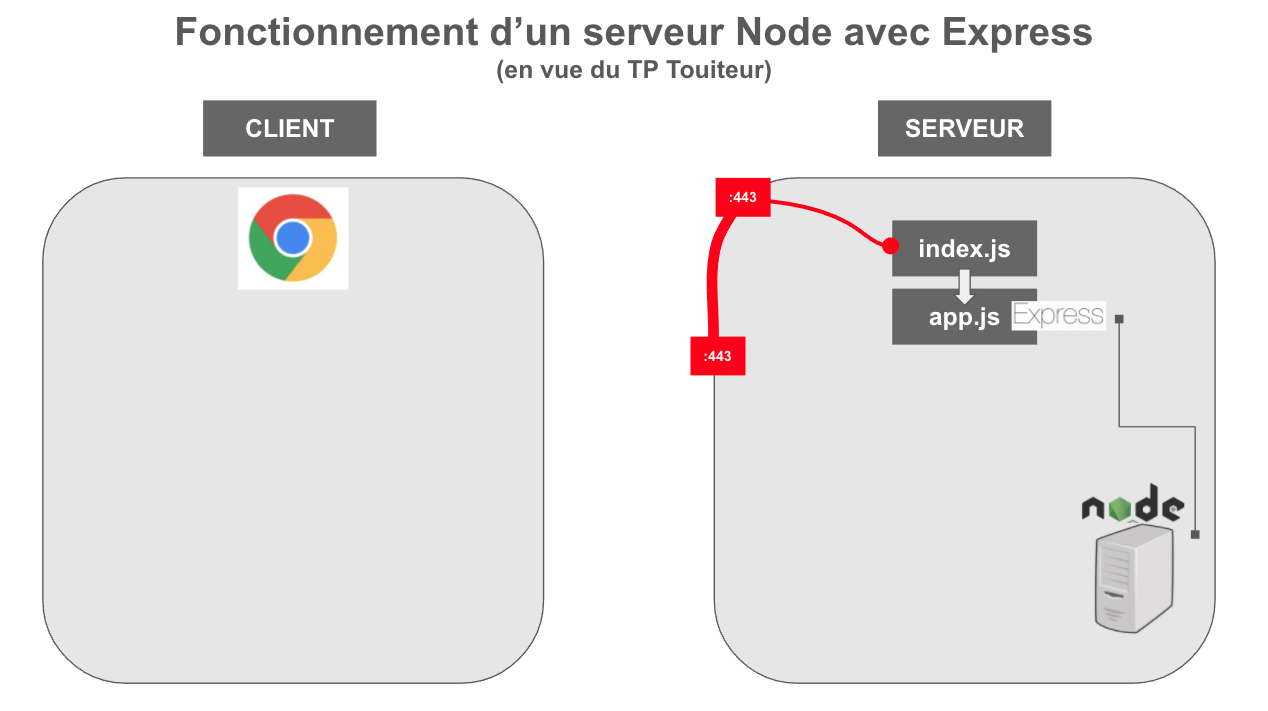 Fonctionnement d’un serveur Node avec Express
(en vue du TP Touiteur)
CLIENT
SERVEUR
:443
index.js
app.js
Express
:443
node